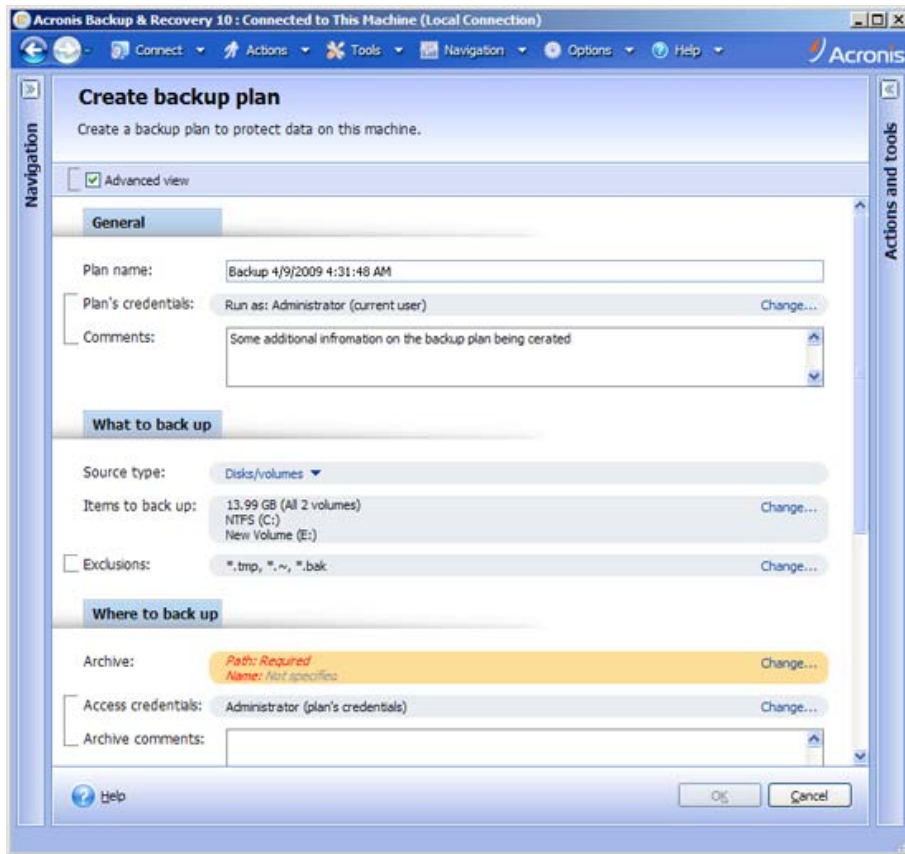 Acronis Backup & Recovery 10 : Connected to This Machine (Local Connection)
Connect Actions Tools Navigation Options Help Acronis
Navigation
Actions and tools
Create backup plan
Create a backup plan to protect data on this machine.
Advanced view
General
Plan name: Backup 4/9/2009 4:31:48 AM
Plan's credentials: Run as: Administrator (current user) Change...
Comments: Some additional infromation on the backup plan being cerated
What to back up
Source type: Disks/volumes
Items to back up: 13.99 GB (All 2 volumes) Change...
NTFS (C:)
New Volume (E:)
Exclusions: *.tmp, *.~, *.bak Change...
Where to back up
Archive: Path: Required Change...
Name: Not specified
Access credentials: Administrator (plan's credentials) Change...
Archive comments:
Help OK Cancel